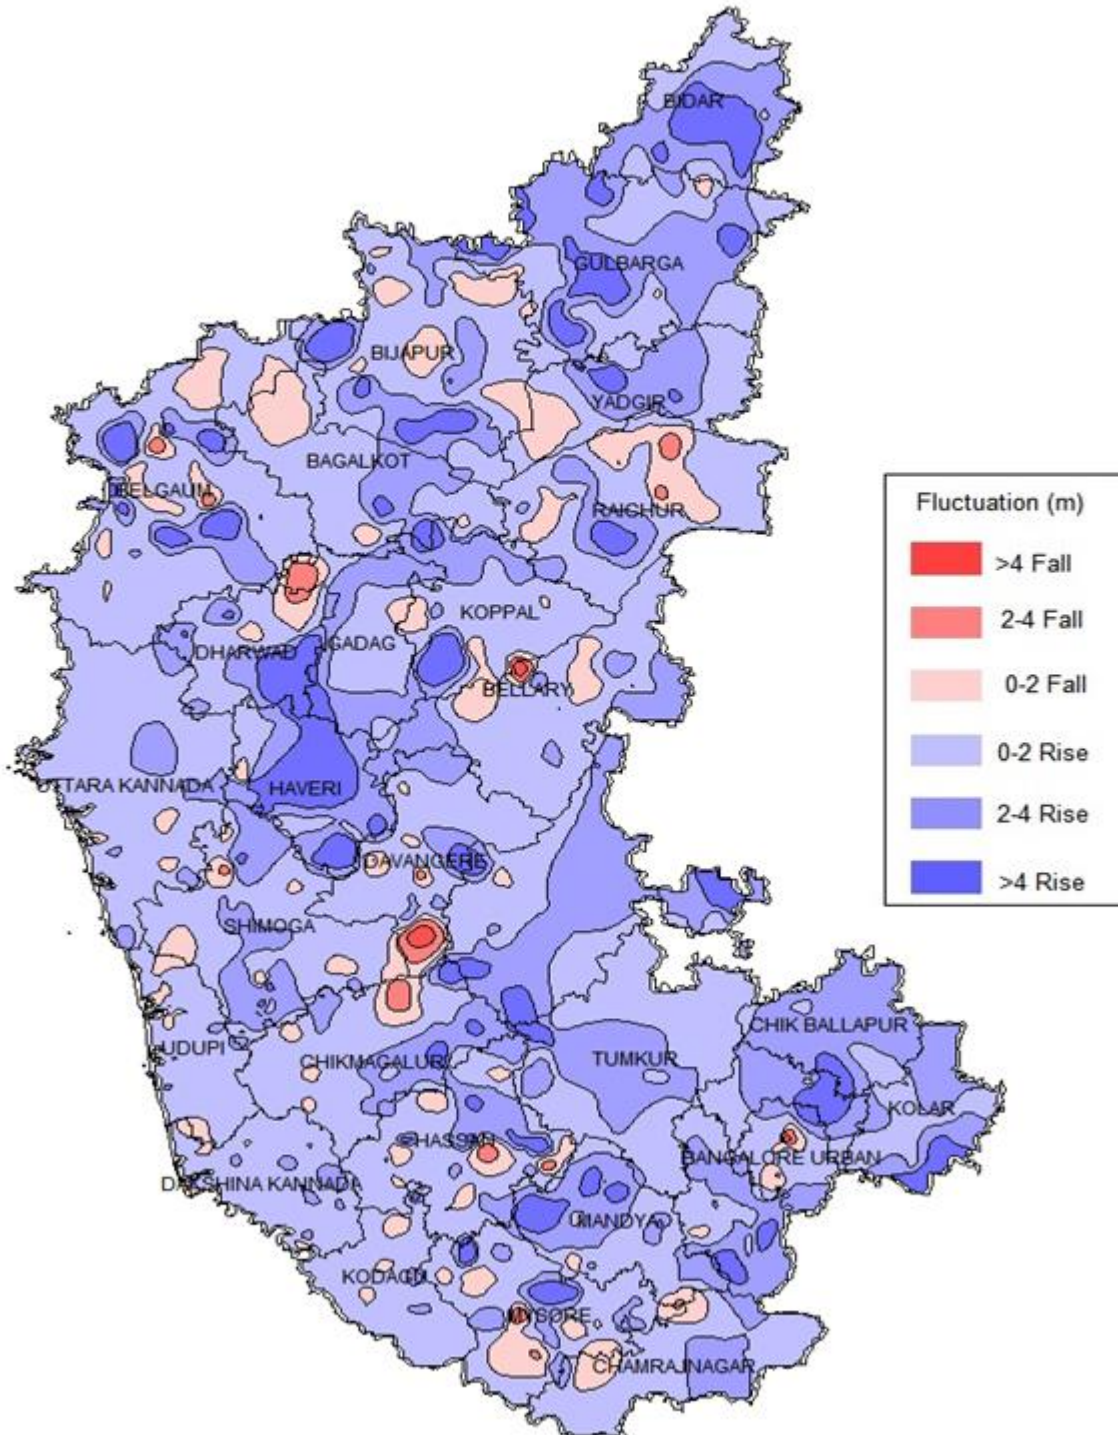 BIDAR
GULBARGA
BIJAPUR
YADGIR
BAGALKOT
BELGAUM
RAICHUR
KOPPAL
GADAG
DHARWAD
BELLARY
UTTARA KANNADA
HAVERI
DAVANGERE
SHIMOGA
CHIK BALLAPUR
UDUPI
CHIKMAGALUR
TUMKUR
KOLAR
HASSAN
BANGALORE URBAN
DAKSHINA KANNADA
MANDYA
KODAGU
MYSORE
CHAMRAJNAGAR
Fluctuation (m)
>4 Fall
2-4 Fall
0-2 Fall
0-2 Rise
2-4 Rise
>4 Rise